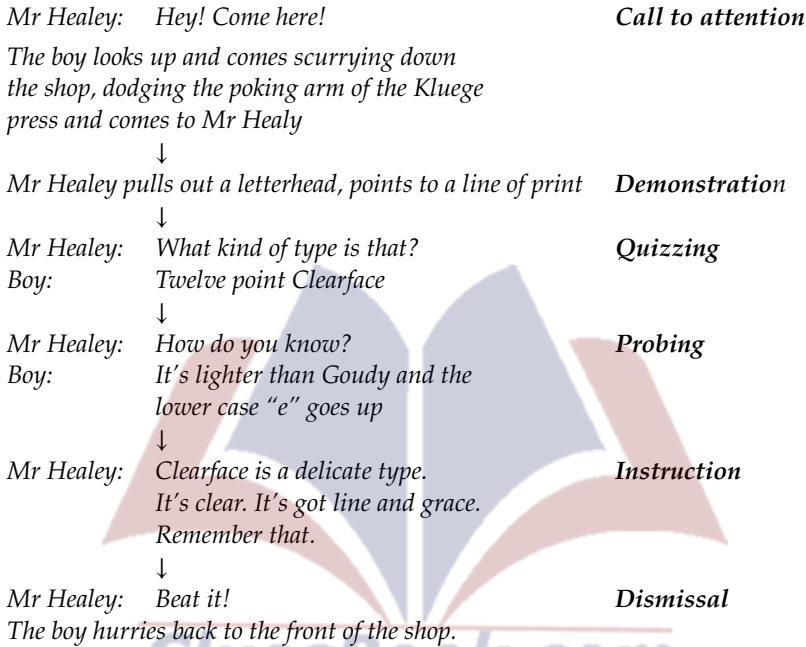 Mr Healey: Hey! Come here! Call to attention
The boy looks up and comes scurrying down
the shop, dodging the poking arm of the Kluege
press and comes to Mr Healy
↓
Mr Healey pulls out a letterhead, points to a line of print Demonstration
↓
Mr Healey: What kind of type is that? Quizzing
Boy: Twelve point Clearface
↓
Mr Healey: How do you know? Probing
Boy: It's lighter than Goudy and the
lower case “e” goes up
↓
Mr Healey: Clearface is a delicate type. Instruction
It's clear. It's got line and grace.
Remember that.
↓
Mr Healey: Beat it! Dismissal
The boy hurries back to the front of the shop.